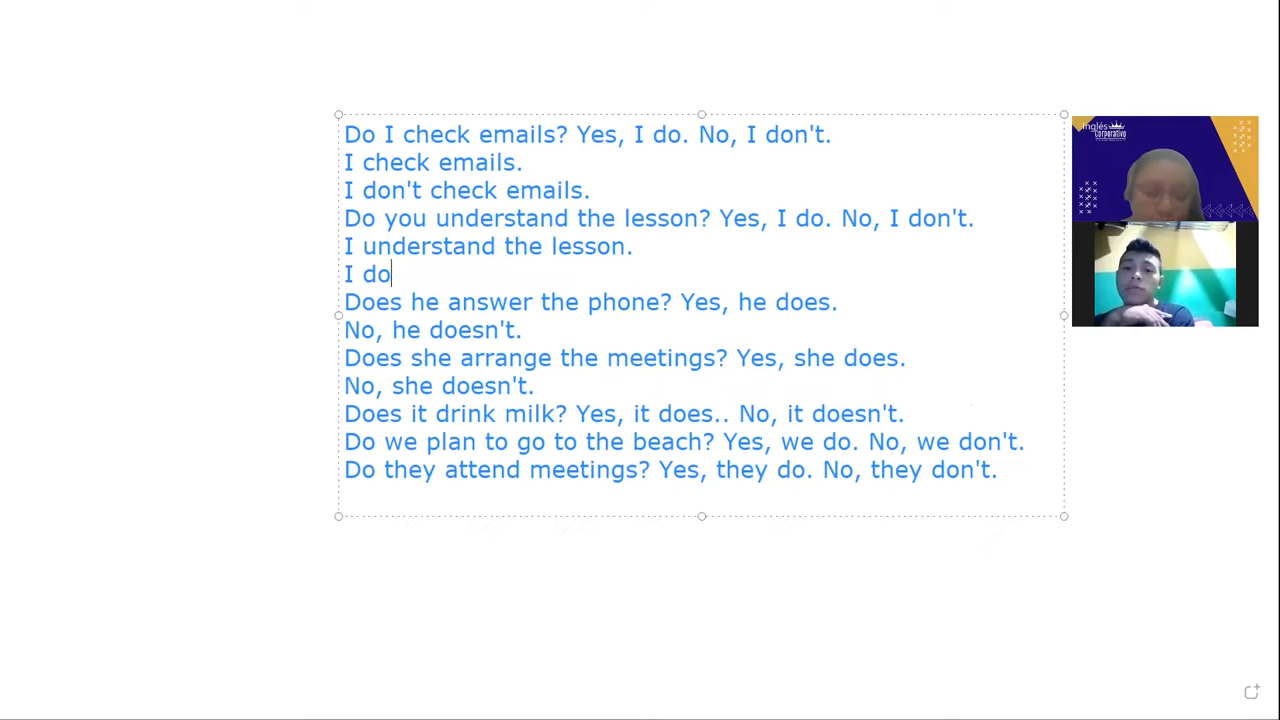 Do I check emails? Yes, I do. No, I don't.
I check emails.
I don't check emails.
Do you understand the lesson? Yes, I do. No, I don't.
I understand the lesson.
I do
Does he answer the phone? Yes, he does.
No, he doesn't.
Does she arrange the meetings? Yes, she does.
No, she doesn't.
Does it drink milk? Yes, it does.. No, it doesn't.
Do we plan to go to the beach? Yes, we do. No, we don't.
Do they attend meetings? Yes, they do. No, they don't.
Inglés
Corporativo